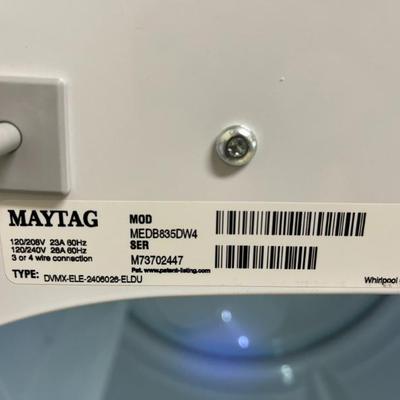 MAYTAG
120/208V 23A 60Hz
120/240V 26A 60Hz
3 or 4 wire connection
TYPE: DVMX-ELE-2406026-ELDU
MOD
MEDB835DW4
SER
M73702447
Pat. www.patent-listing.com
Whirlpool